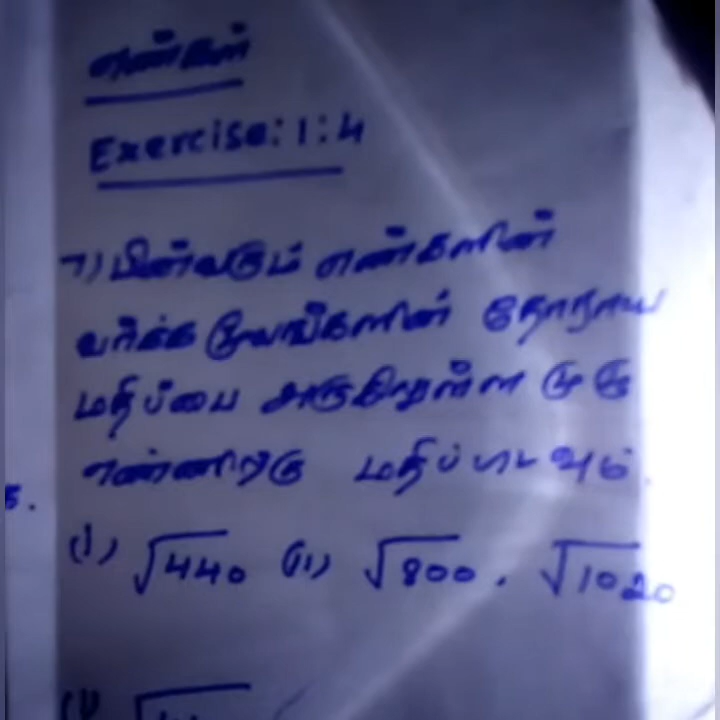 எண்கள்
Exercise: 1:4
7) பின்வரும் எண்களின்
வர்க்க மூலங்களின் தோராய
மதிப்பை அருகிலுள்ள முழு
எண்ணிற்கு மதிப்பிடவும்.
(i) √440 (ii) √800. √1020